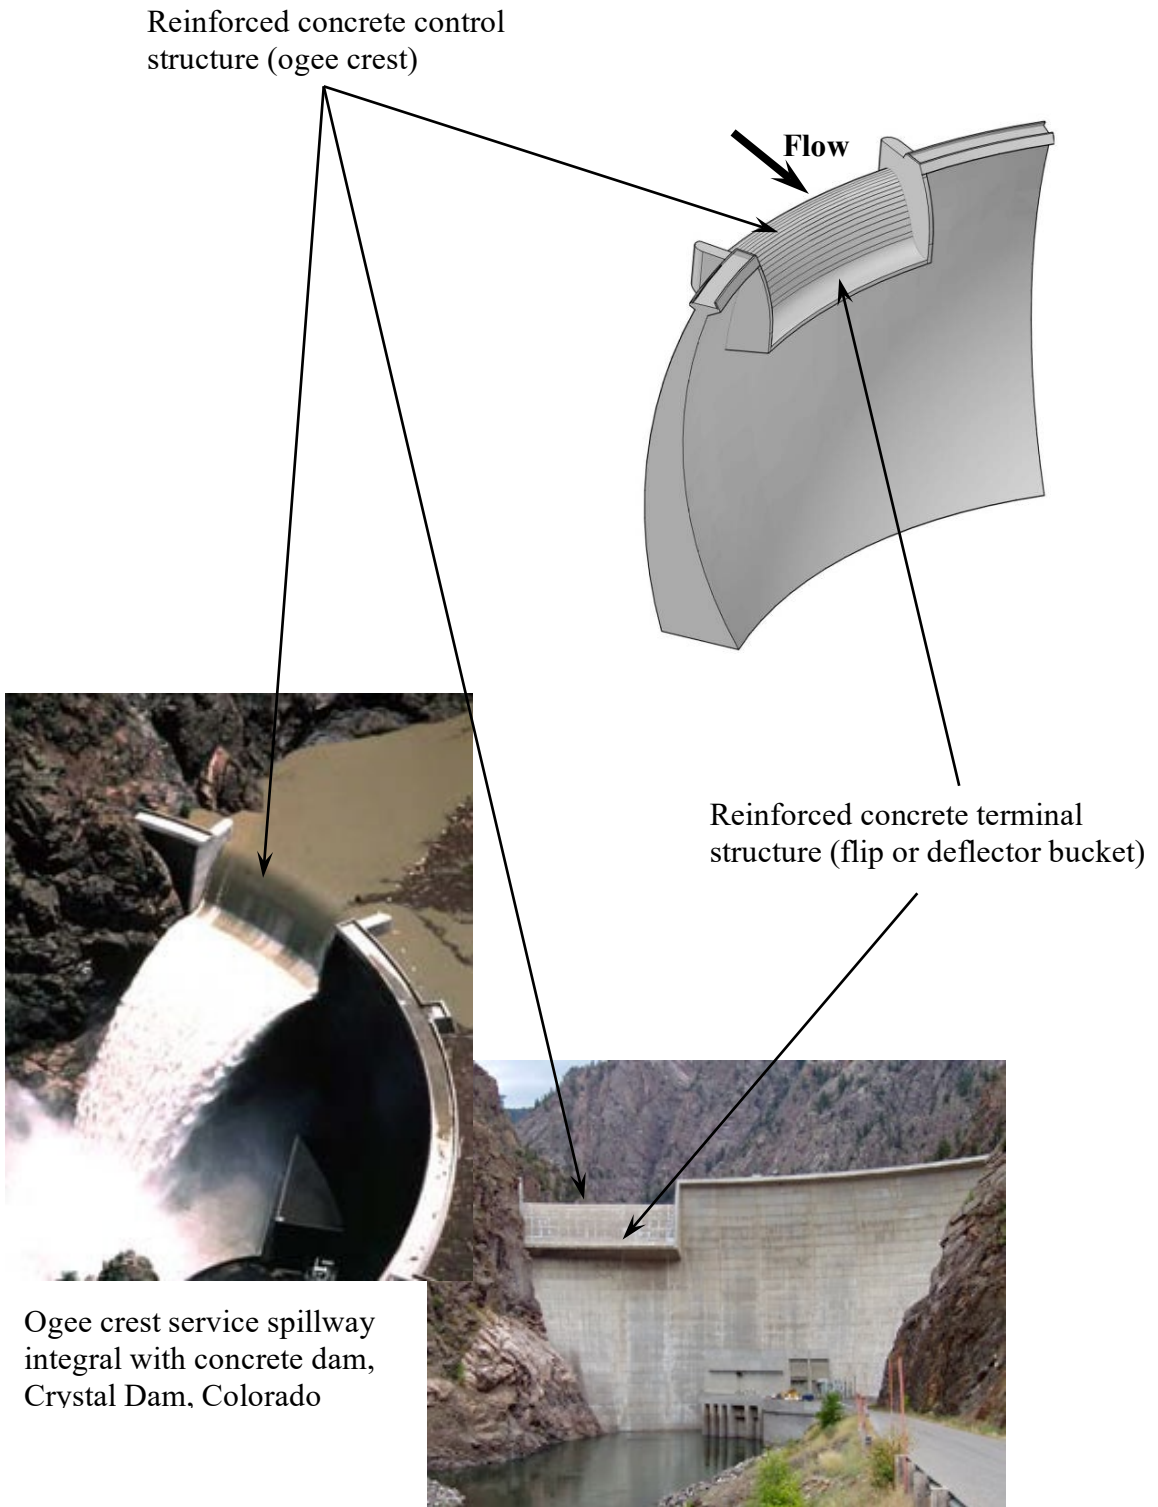 Reinforced concrete control
structure (ogee crest)
Flow
Reinforced concrete terminal
structure (flip or deflector bucket)
Ogee crest service spillway
integral with concrete dam,
Crystal Dam, Colorado